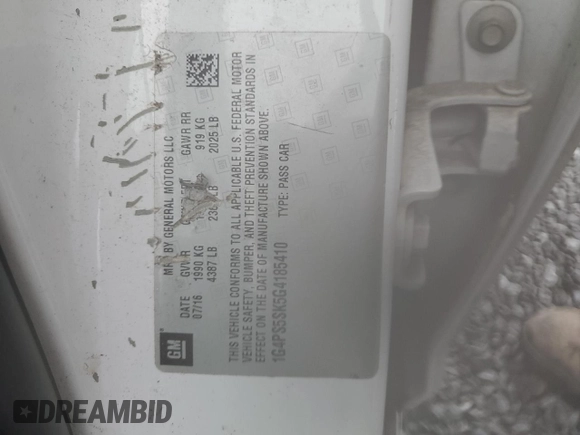 GM
MFD BY GENERAL MOTORS LLC
DATE GVWR GAWR RR
07/16 1990 KG 919 KG
4387 LB LB 2025 LB
THIS VEHICLE CONFORMS TO ALL APPLICABLE U.S. FEDERAL MOTOR
VEHICLE SAFETY, BUMPER, AND THEFT PREVENTION STANDARDS IN
EFFECT ON THE DATE OF MANUFACTURE SHOWN ABOVE.
1G4PS5SK5G4185410 TYPE: PASS CAR
DREAMBID